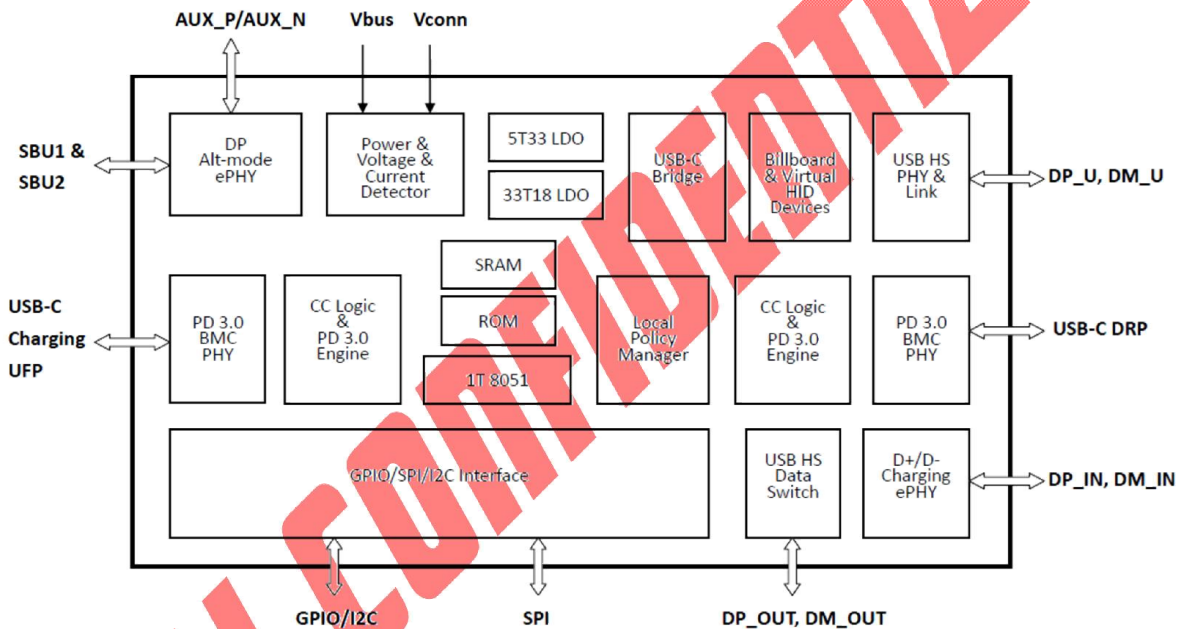 AUX_P/AUX_N
Vbus
Vconn
SBU1 &
SBU2
DP
Alt-mode
ePHY
Power &
Voltage &
Current
Detector
5T33 LDO
33T18 LDO
USB-C
Bridge
Billboard
& Virtual
HID
Devices
USB HS
PHY &
Link
DP_U, DM_U
USB-C
Charging
UFP
PD 3.0
BMC
PHY
CC Logic
&
PD 3.0
Engine
SRAM
ROM
1T 8051
Local
Policy
Manager
CC Logic
&
PD 3.0
Engine
PD 3.0
BMC
PHY
USB-C DRP
GPIO/SPI/I2C Interface
USB HS
Data
Switch
D+/D-
Charging
ePHY
DP_IN, DM_IN
GPIO/I2C
SPI
DP_OUT, DM_OUT
CONFIDENTI